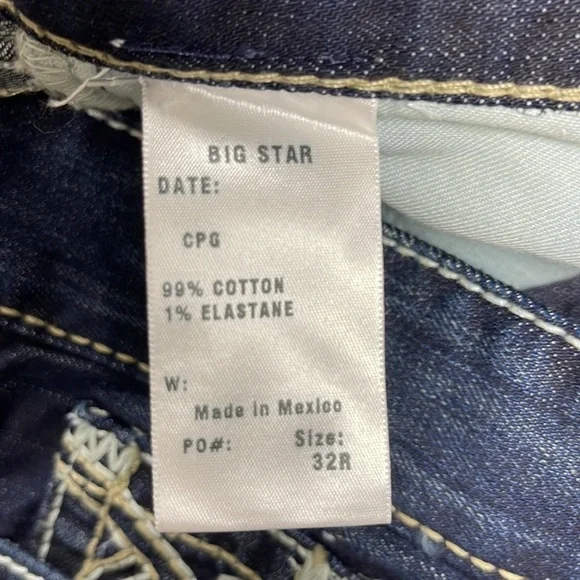 BIG STAR
DATE:
CPG
99% COTTON
1% ELASTANE
W:
Made in Mexico
PO#: Size:
32R